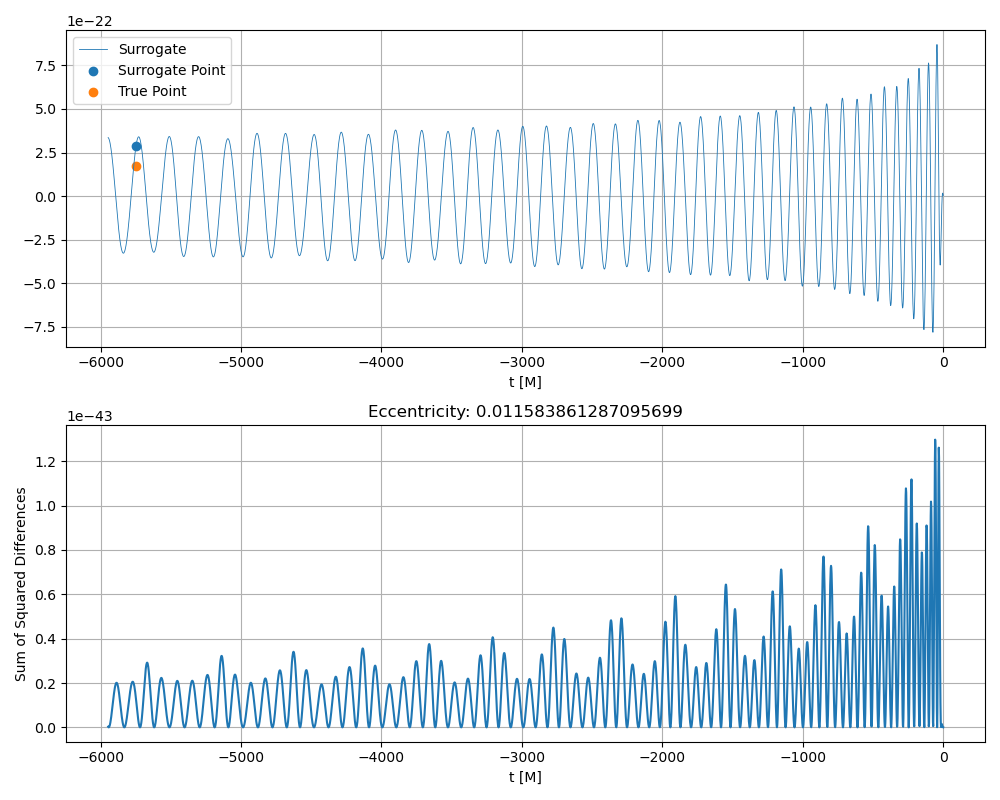 1e−22
Surrogate
Surrogate Point
True Point
7.5
5.0
2.5
0.0
−2.5
−5.0
−7.5
−6000 −5000 −4000 −3000 −2000 −1000 0
t [M]
1e−43
Eccentricity: 0.011583861287095699
Sum of Squared Differences
1.2
1.0
0.8
0.6
0.4
0.2
0.0
−6000 −5000 −4000 −3000 −2000 −1000 0
t [M]